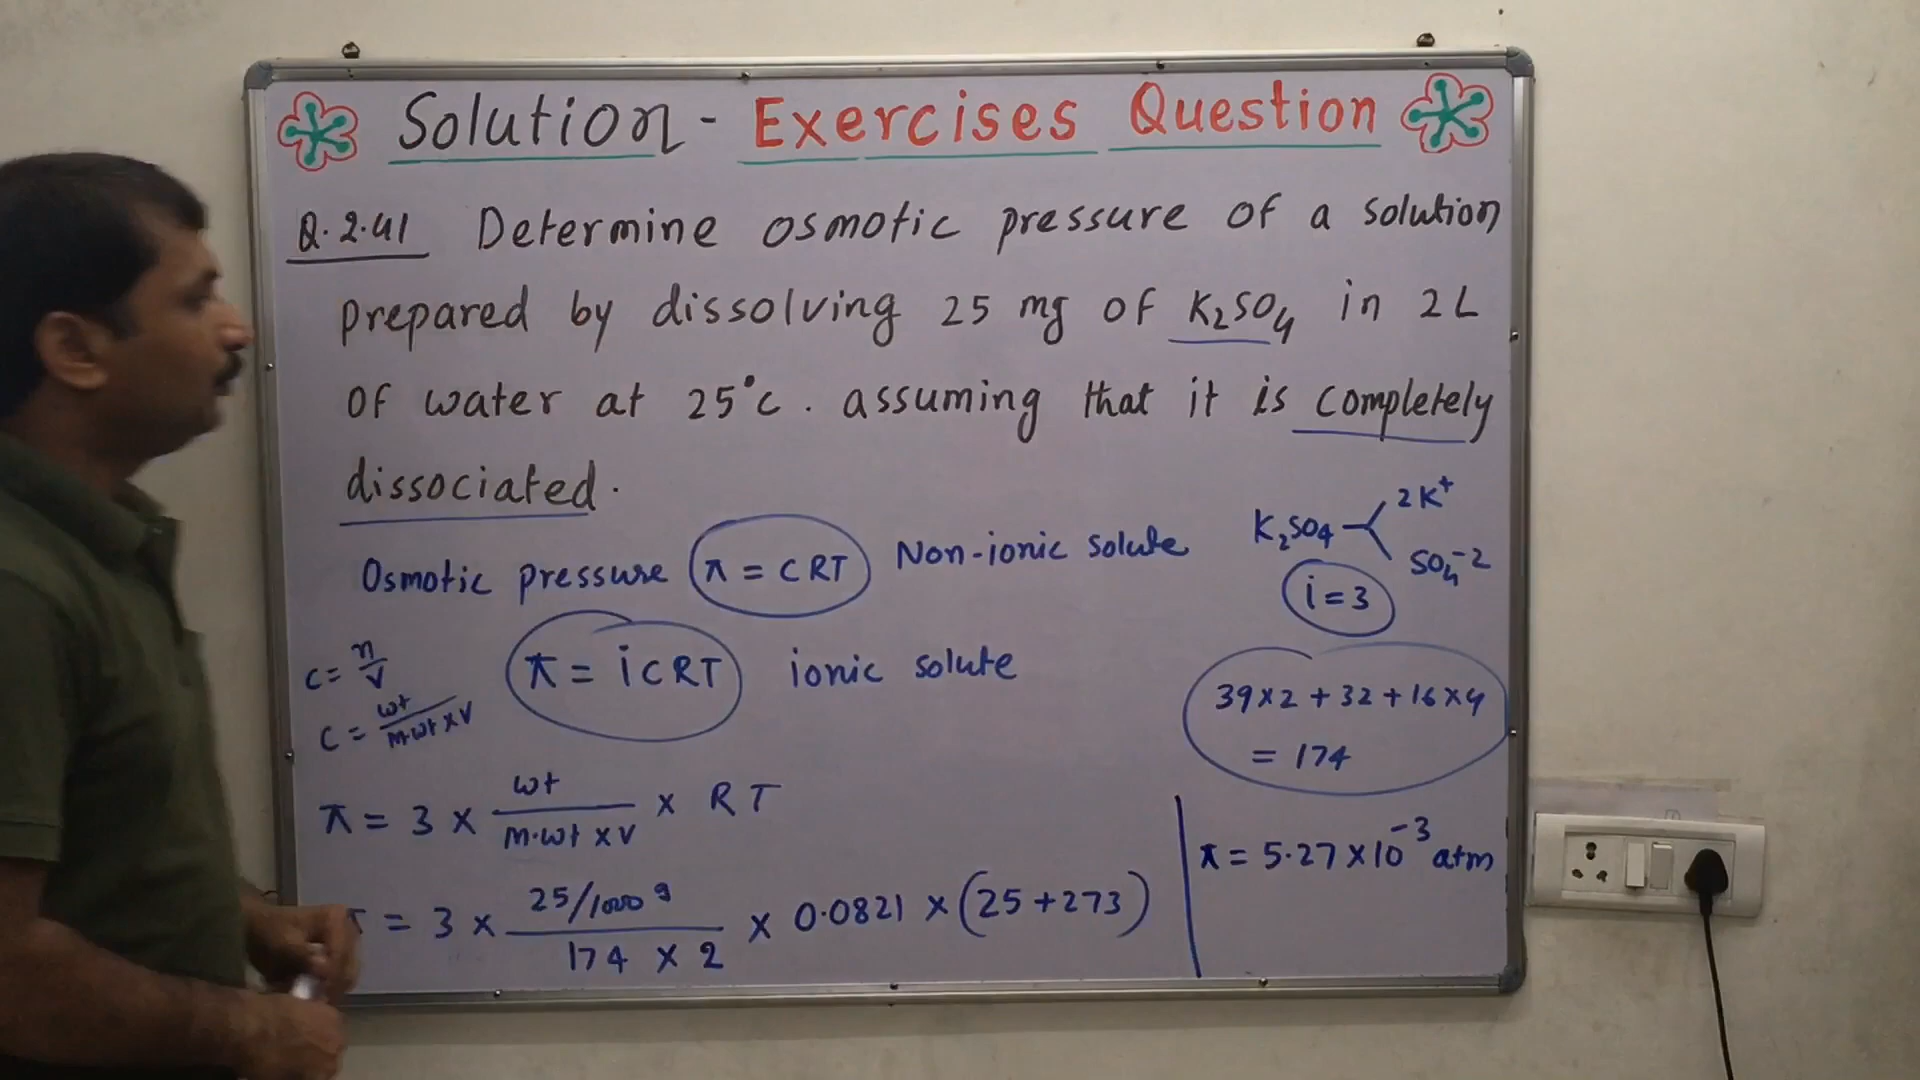 Solution - Exercises Question
Q.2.41 Determine osmotic pressure of a solution
prepared by dissolving 25 mg of K₂SO₄ in 2L
of water at 25°c. assuming that it is completely
dissociated.
Osmotic pressure π = CRT Non-ionic solute
K₂SO₄ 2K⁺
SO₄⁻²
i = 3
C = n/V
C = wt/m.wt x V
π = iCRT ionic solute
39x2 + 32 + 16x4
= 174
π = 3 x wt/m.wt x V x RT
π = 5.27 x 10⁻³ atm
= 3 x 25/1000 g/174 x 2 x 0.0821 x (25+273)